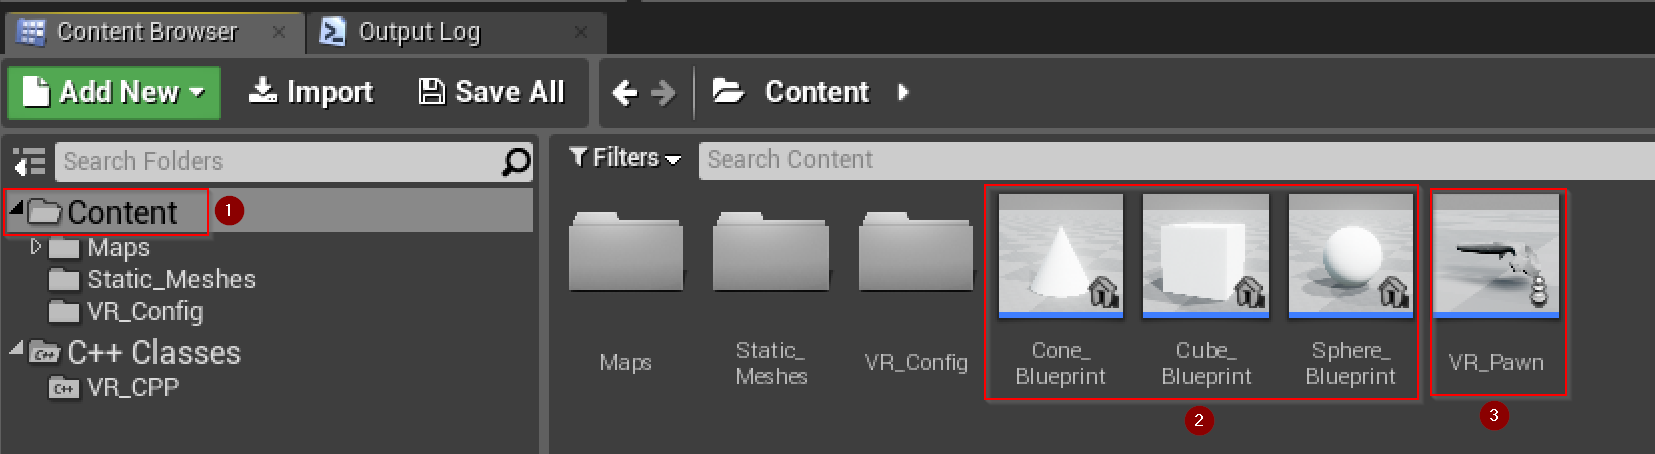 Content Browser
Output Log
Add New
Import
Save All
Content
Search Folders
Filters
Search Content
Content
1
Maps
Static_Meshes
VR_Config
C++ Classes
C++
VR_CPP
C++
Maps
Static_
Meshes
VR_Config
Cone_
Blueprint
Cube_
Blueprint
Sphere_
Blueprint
VR_Pawn
2
3